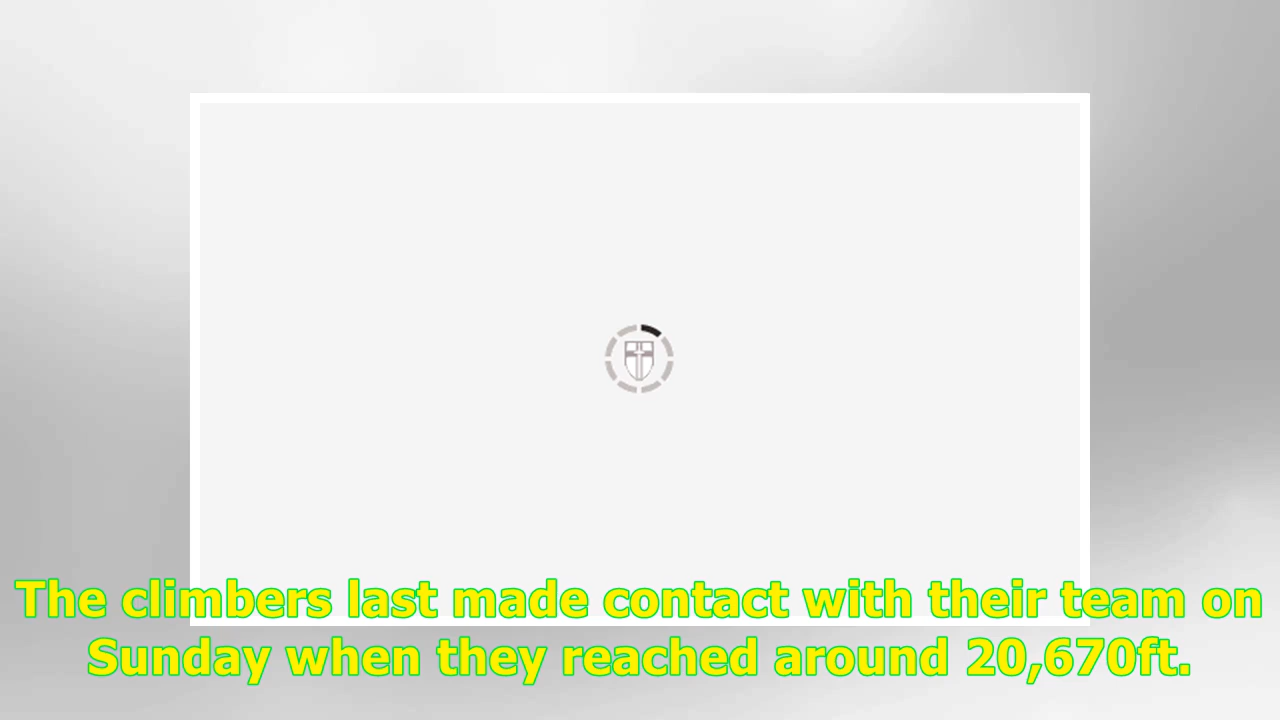 The climbers last made contact with their team on
Sunday when they reached around 20,670ft.